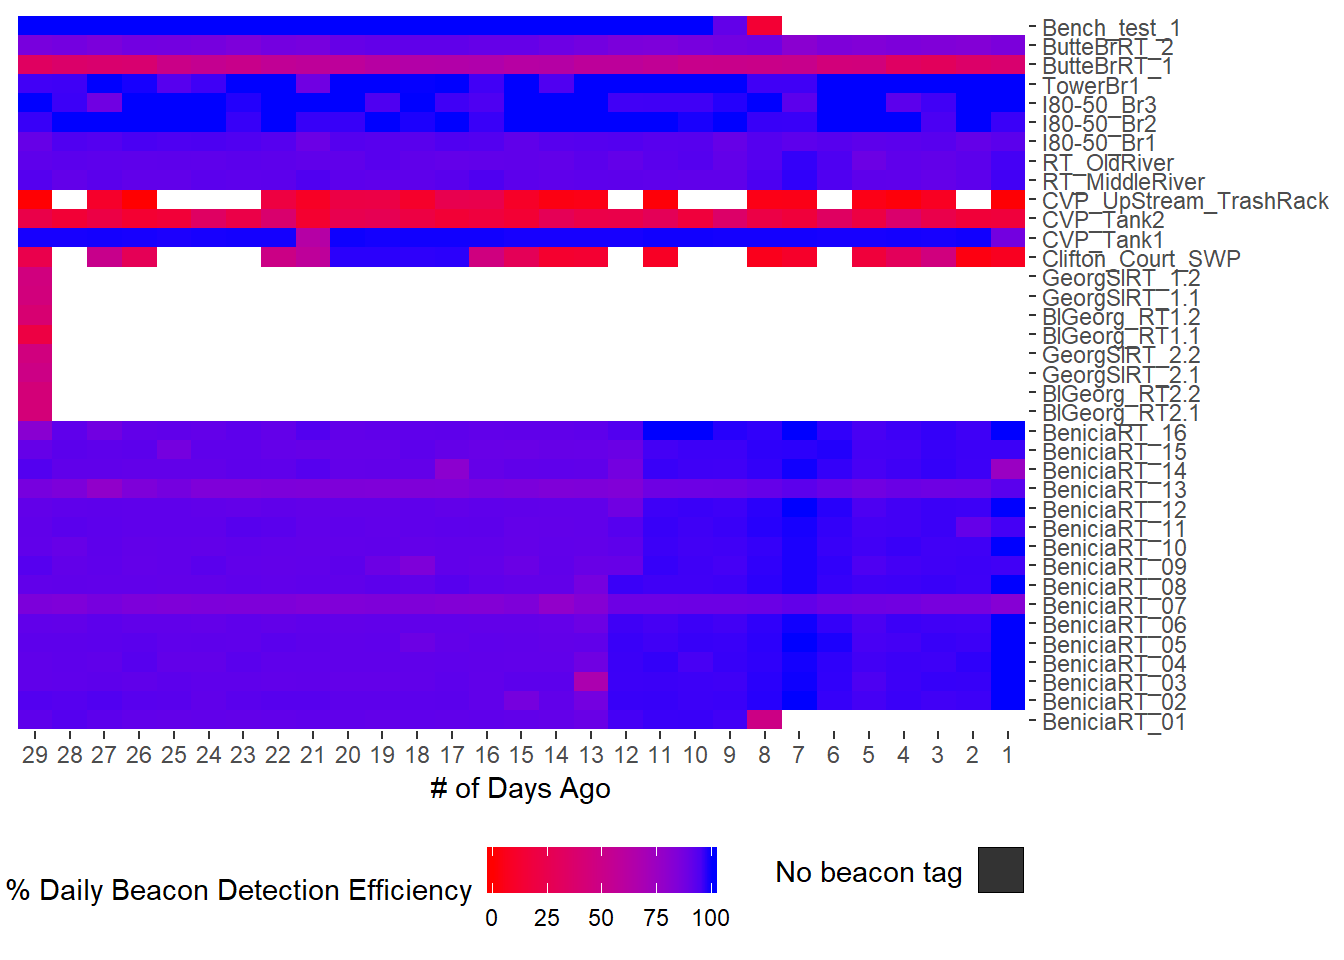 Bench_test_1
ButteBrRT_2
ButteBrRT_1
TowerBr1
I80-50_Br3
I80-50_Br2
I80-50_Br1
RT_OldRiver
RT_MiddleRiver
CVP_UpStream_TrashRack
CVP_Tank2
CVP_Tank1
Clifton_Court_SWP
GeorgSlRT_1.2
GeorgSlRT_1.1
BlGeorg_RT1.2
BlGeorg_RT1.1
GeorgSlRT_2.2
GeorgSlRT_2.1
BlGeorg_RT2.2
BlGeorg_RT2.1
BeniciaRT_16
BeniciaRT_15
BeniciaRT_14
BeniciaRT_13
BeniciaRT_12
BeniciaRT_11
BeniciaRT_10
BeniciaRT_09
BeniciaRT_08
BeniciaRT_07
BeniciaRT_06
BeniciaRT_05
BeniciaRT_04
BeniciaRT_03
BeniciaRT_02
BeniciaRT_01
29 28 27 26 25 24 23 22 21 20 19 18 17 16 15 14 13 12 11 10 9 8 7 6 5 4 3 2 1
# of Days Ago
% Daily Beacon Detection Efficiency
0 25 50 75 100
No beacon tag